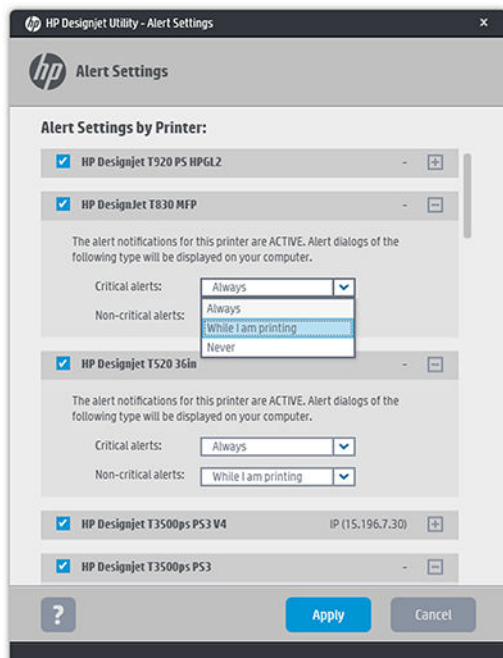 HP Designjet Utility - Alert Settings x
hp Alert Settings
Alert Settings by Printer:
HP Designjet T920 PS HPGL2 - +
HP DesignJet T830 MFP - -
The alert notifications for this printer are ACTIVE. Alert dialogs of the
following type will be displayed on your computer.
Critical alerts: Always
Always
Non-critical alerts: While I am printing
Never
HP Designjet T520 36in - -
The alert notifications for this printer are ACTIVE. Alert dialogs of the
following type will be displayed on your computer.
Critical alerts: Always
Non-critical alerts: While I am printing
HP Designjet T3500ps PS3 V4 IP (15.196.7.30) +
HP Designjet T3500ps PS3 - -
? Apply Cancel